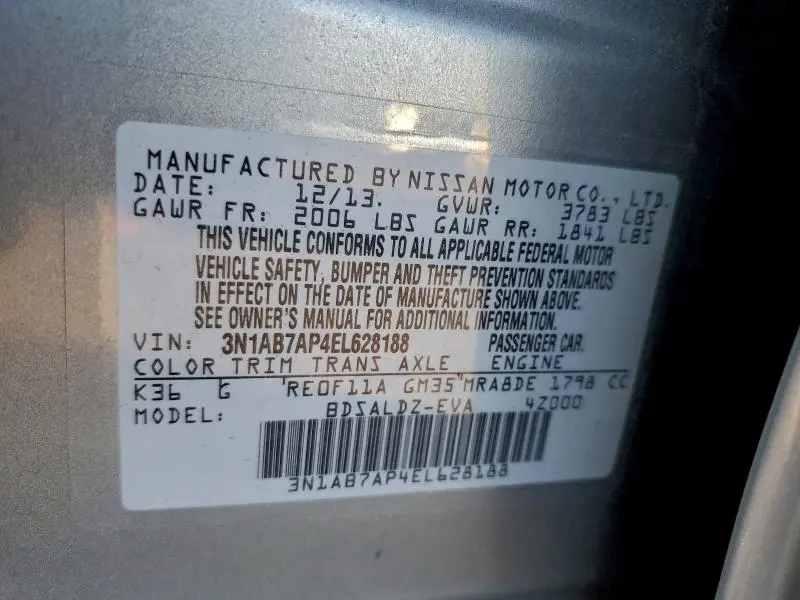 MANUFACTURED BY NISSAN MOTOR CO., LTD.
DATE: 12/13. GVWR: 3783 LBS
GAWR FR: 2006 LBS GAWR RR: 1841 LBS
THIS VEHICLE CONFORMS TO ALL APPLICABLE FEDERAL MOTOR
VEHICLE SAFETY, BUMPER AND THEFT PREVENTION STANDARDS
IN EFFECT ON THE DATE OF MANUFACTURE SHOWN ABOVE.
SEE OWNER'S MANUAL FOR ADDITIONAL INFORMATION.
VIN: 3N1AB7AP4EL628188 PASSENGER CAR.
COLOR TRIM TRANS AXLE ENGINE
K36 G RE0F11A GM35 MRA8DE 1798 CC
MODEL: BDSALDZ-EVA 4Z000
3N1AB7AP4EL628188